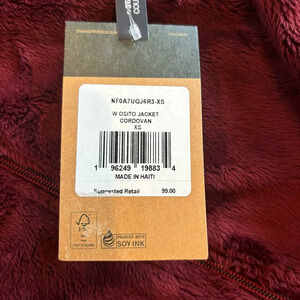 thenorthface.com
NF0A7UQJ6R3-XS
W OSITO JACKET
CORDOVAN
XS
1 96249 19883 4
MADE IN HAITI
Suggested Retail 99.00
FSC
PRINTED WITH
SOY INK